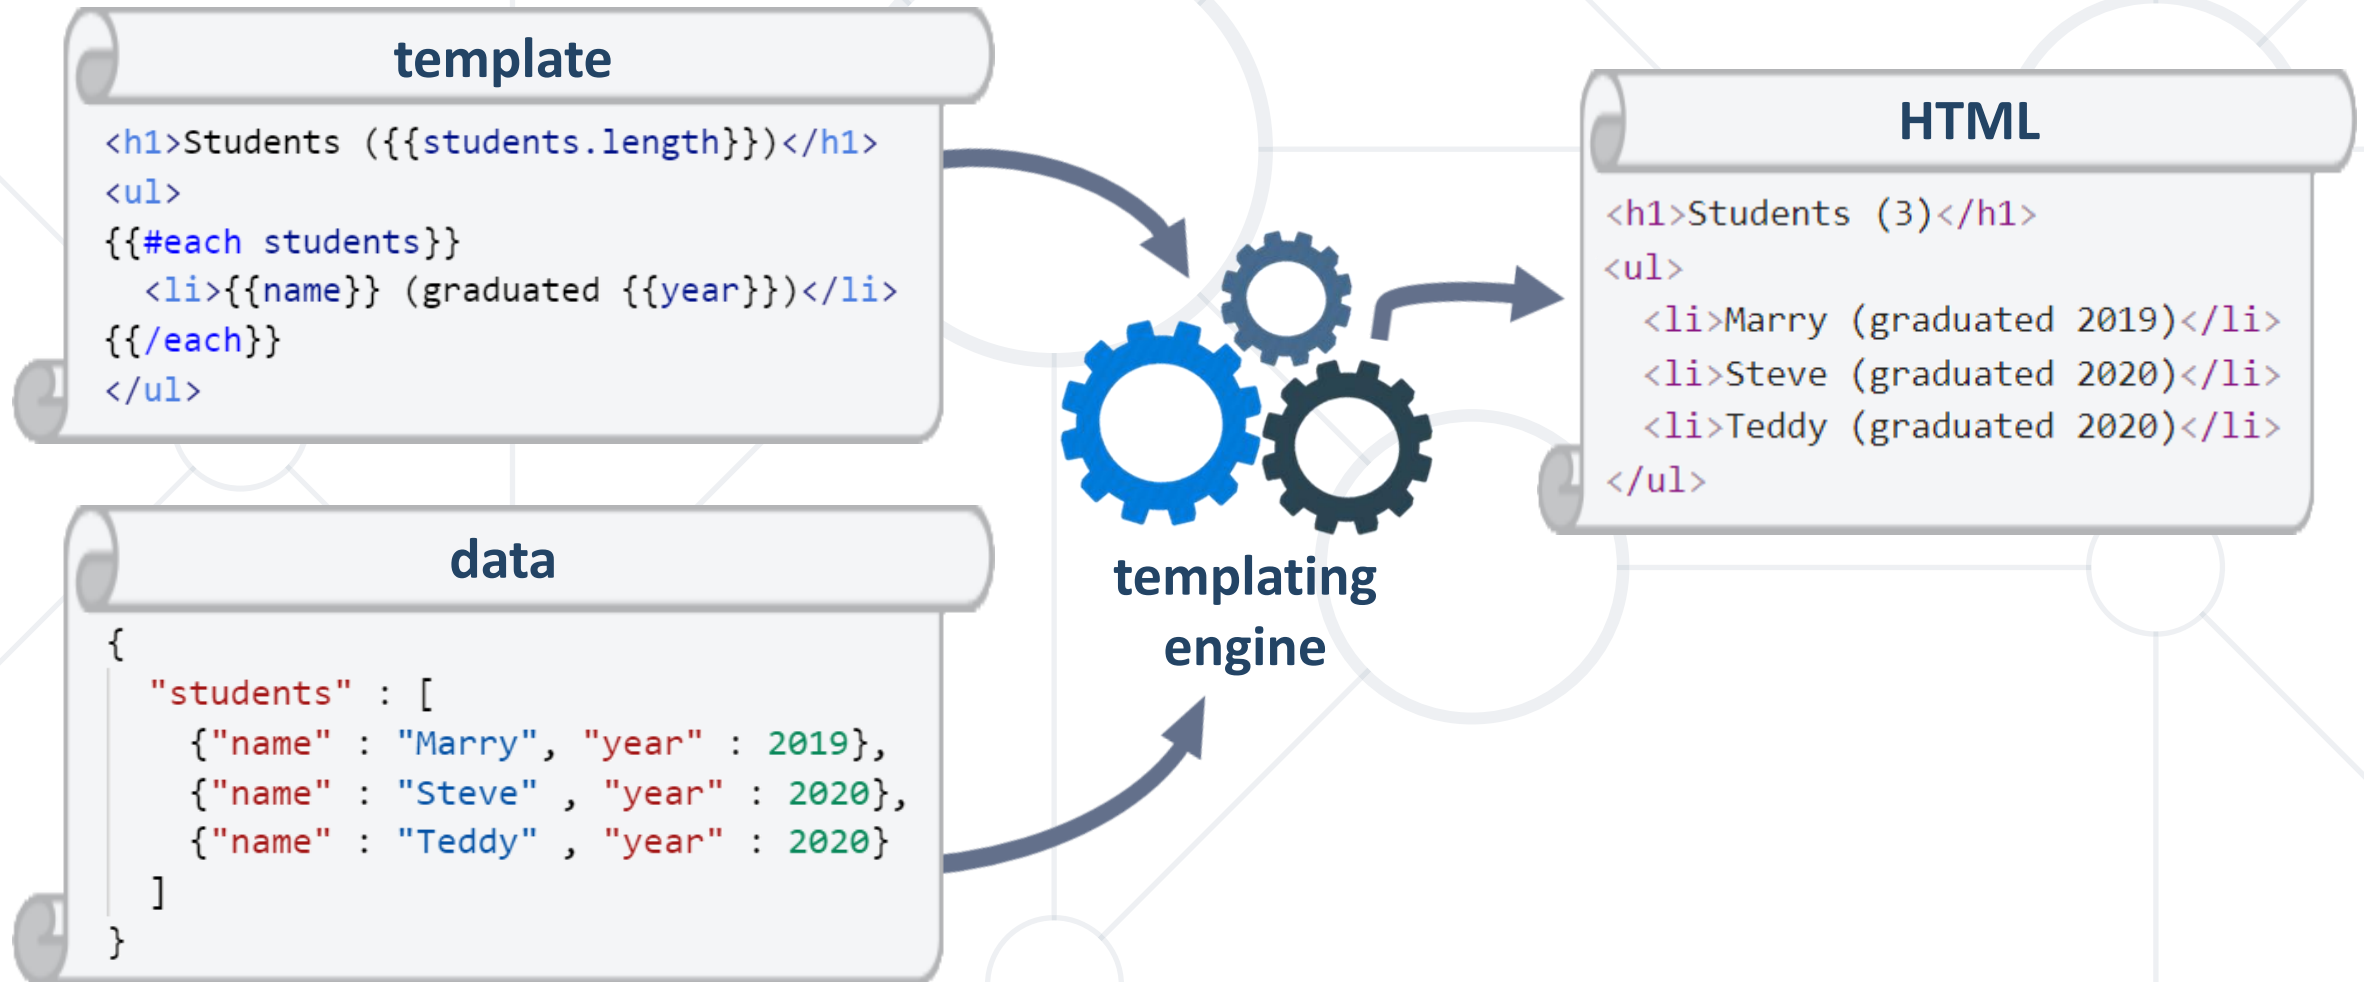 template
<h1>Students ({{students.length}})</h1>
<ul>
{{#each students}}
  <li>{{name}} (graduated {{year}})</li>
{{/each}}
</ul>
data
{
  "students" : [
    {"name" : "Marry", "year" : 2019},
    {"name" : "Steve" , "year" : 2020},
    {"name" : "Teddy" , "year" : 2020}
  ]
}
templating
engine
HTML
<h1>Students (3)</h1>
<ul>
  <li>Marry (graduated 2019)</li>
  <li>Steve (graduated 2020)</li>
  <li>Teddy (graduated 2020)</li>
</ul>